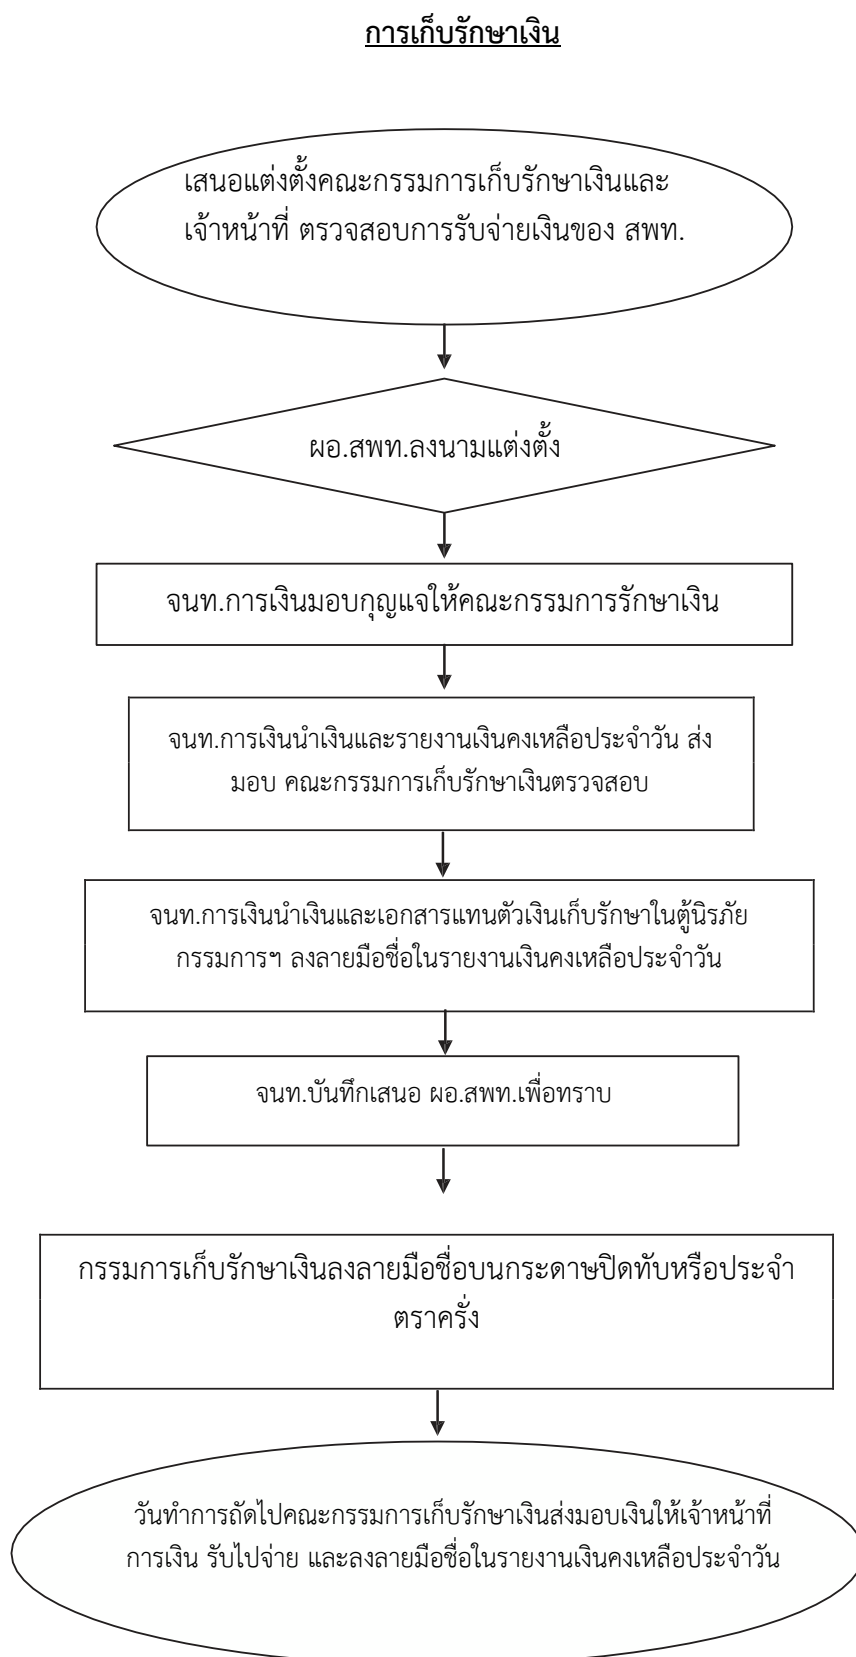 การเก็บรักษาเงิน
เสนอแต่งตั้งคณะกรรมการเก็บรักษาเงินและ
เจ้าหน้าที่ ตรวจสอบการรับจ่ายเงินของ สพท.
ผอ.สพท.ลงนามแต่งตั้ง
จนท.การเงินมอบกุญแจให้คณะกรรมการรักษาเงิน
จนท.การเงินนำเงินและรายงานเงินคงเหลือประจำวัน ส่ง
มอบ คณะกรรมการเก็บรักษาเงินตรวจสอบ
จนท.การเงินนำเงินและเอกสารแทนตัวเงินเก็บรักษาในตู้นิรภัย
กรรมการฯ ลงลายมือชื่อในรายงานเงินคงเหลือประจำวัน
จนท.บันทึกเสนอ ผอ.สพท.เพื่อทราบ
กรรมการเก็บรักษาเงินลงลายมือชื่อบนกระดาษปิดทับหรือประจำ
ตราครั่ง
วันทำการถัดไปคณะกรรมการเก็บรักษาเงินส่งมอบเงินให้เจ้าหน้าที่
การเงิน รับไปจ่าย และลงลายมือชื่อในรายงานเงินคงเหลือประจำวัน